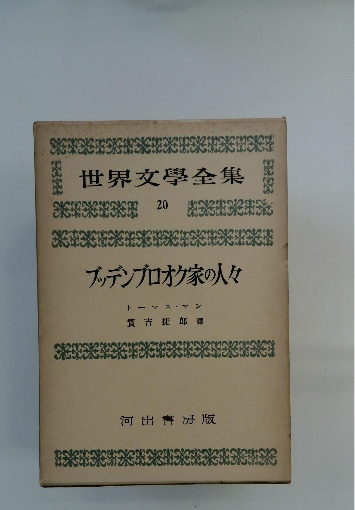 世界文學全集
20
ブッデンブロオク家の人々
トーマス・マン
實吉捷郎 譯
河出書房版